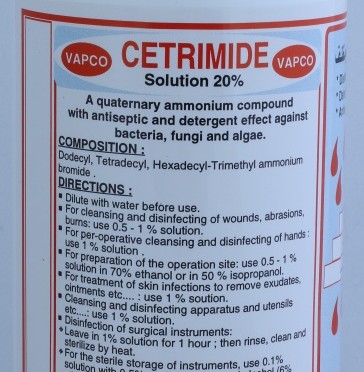 VAPCO CETRIMIDE VAPCO
Solution 20%
A quaternary ammonium compound
with antiseptic and detergent effect against
bacteria, fungi and algae.
COMPOSITION :
Dodecyl, Tetradecyl, Hexadecyl-Trimethyl ammonium
bromide .
DIRECTIONS :
▪ Dilute with water before use.
▪ For cleansing and disinfecting of wounds, abrasions,
burns: use 0.5 - 1 % solution.
▪ For per-operative cleansing and disinfecting of hands :
use 1 % solution .
▪ For preparation of the operation site: use 0.5 - 1 %
solution in 70% ethanol or in 50 % isopropanol.
▪ For treatment of skin infections to remove exudates,
ointments etc.... : use 1 % soution.
▪ Cleansing and disinfecting apparatus and utensils
etc....: use 1 % solution.
▪ Disinfection of surgical instruments:
Leave in 1% solution for 1 hour ; then rinse, clean and
sterilize by heat.
For the sterile storage of instruments, use 0.1%
solution with 0.5%